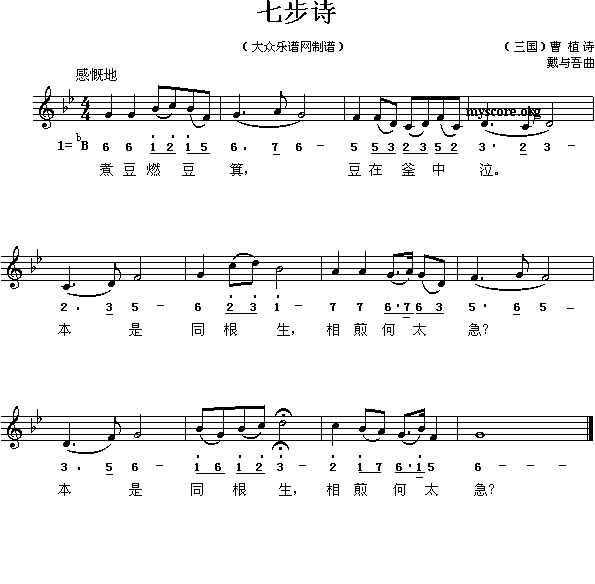 七步诗
（大众乐谱网制谱）
（三国）曹 植诗
戴与吾曲
感慨地
myscore.org
1=bB 6 6 1 2 1 5 6· 7 6- 5 5 3 2 3 5 2 3· 2 3-
煮豆燃豆 萁， 豆在釜中 泣。
2· 3 5- 6 2 3 1- 7 7 6·7 6 3 5· 6 5-
本 是 同根 生，相煎何太 急？
3· 5 6- 1 6 1 2 3- 2 1 7 6·1 5 6---
本 是 同根 生，相煎 何太 急？